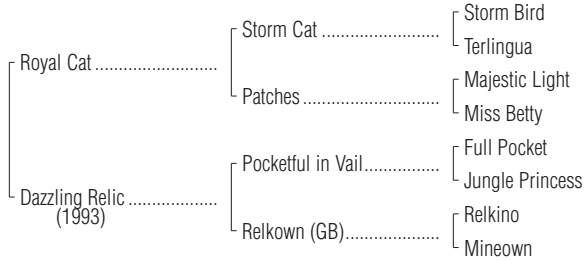 Storm Bird
Storm Cat
Terlingua
Royal Cat
Majestic Light
Patches
Miss Betty
Full Pocket
Pocketful in Vail
Jungle Princess
Dazzling Relic
(1993)
Relkino
Relkown (GB)
Mineown